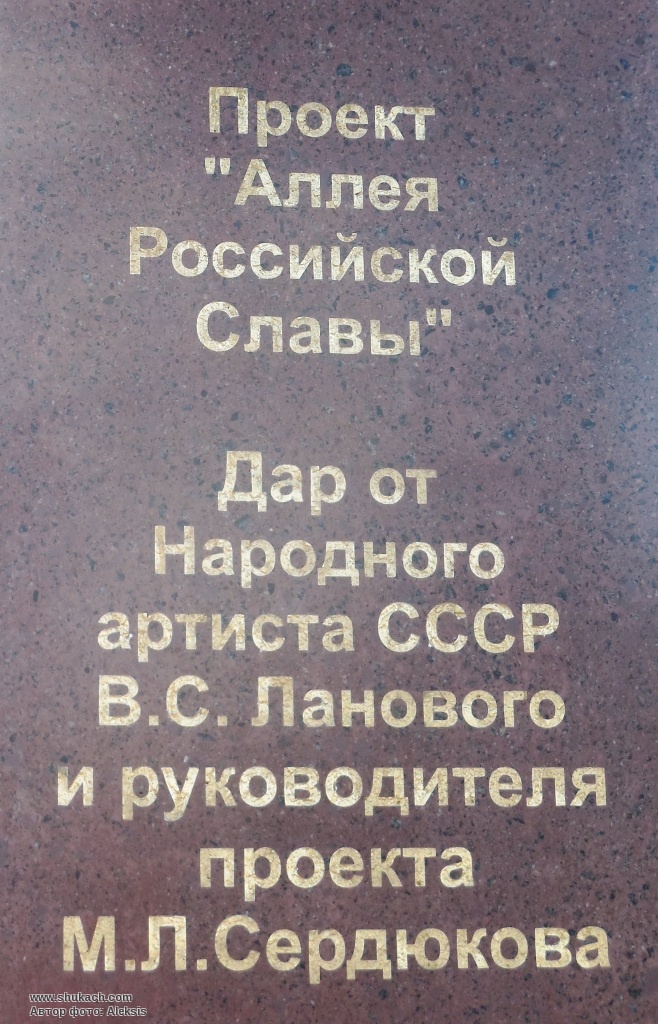 Проект
"Аллея
Российской
Славы"
Дар от
Народного
артиста СССР
В.С. Ланового
и руководителя
проекта
М.Л.Сердюкова
www.shukach.com
Автор фото: Aleksis